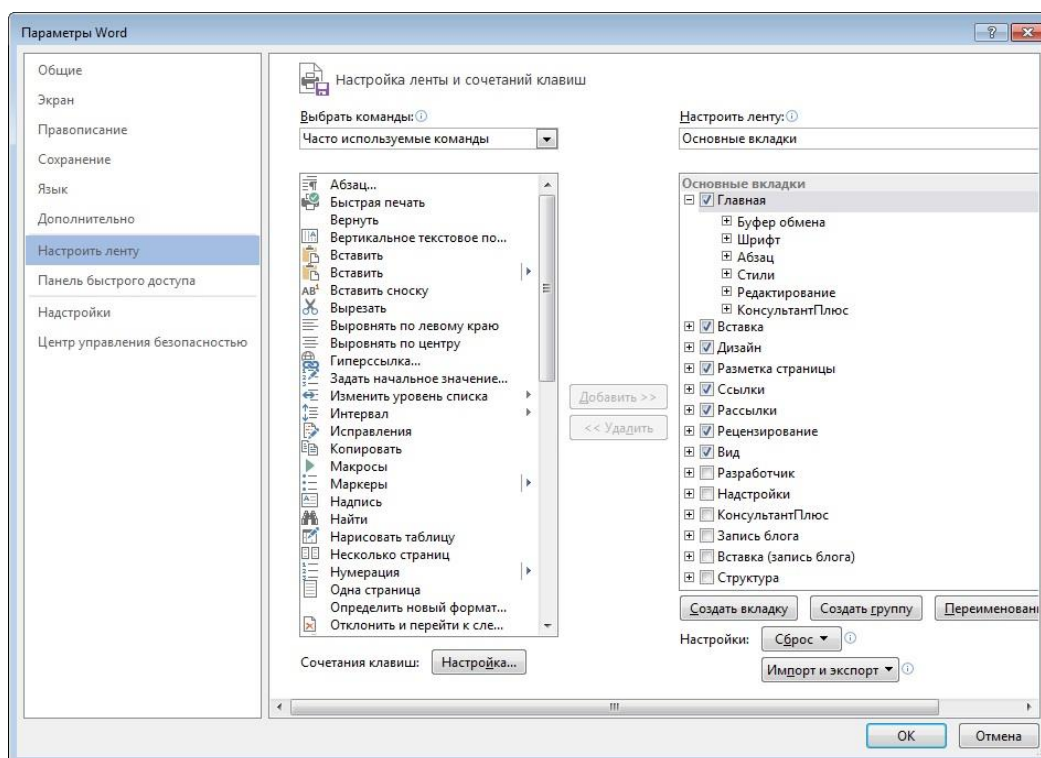 Параметры Word
Общие
Экран
Правописание
Сохранение
Язык
Дополнительно
Настроить ленту
Панель быстрого доступа
Надстройки
Центр управления безопасностью
Настройка ленты и сочетаний клавиш
Выбрать команды:
Часто используемые команды
Абзац...
Быстрая печать
Вернуть
Вертикальное текстовое по...
Вставить
Вставить
Вставить сноску
Вырезать
Выровнять по левому краю
Выровнять по центру
Гиперссылка...
Задать начальное значение...
Изменить уровень списка
Интервал
Исправления
Копировать
Макросы
Маркеры
Надпись
Найти
Нарисовать таблицу
Несколько страниц
Нумерация
Одна страница
Определить новый формат...
Отклонить и перейти к сле...
Сочетания клавиш: Настройка...
Добавить >>
<< Удалить
Настроить ленту:
Основные вкладки
Основные вкладки
Главная
Буфер обмена
Шрифт
Абзац
Стили
Редактирование
КонсультантПлюс
Вставка
Дизайн
Разметка страницы
Ссылки
Рассылки
Рецензирование
Вид
Разработчик
Надстройки
КонсультантПлюс
Запись блога
Вставка (запись блога)
Структура
Создать вкладку Создать группу Переименовани
Настройки: Сброс
Импорт и экспорт
ОК Отмена